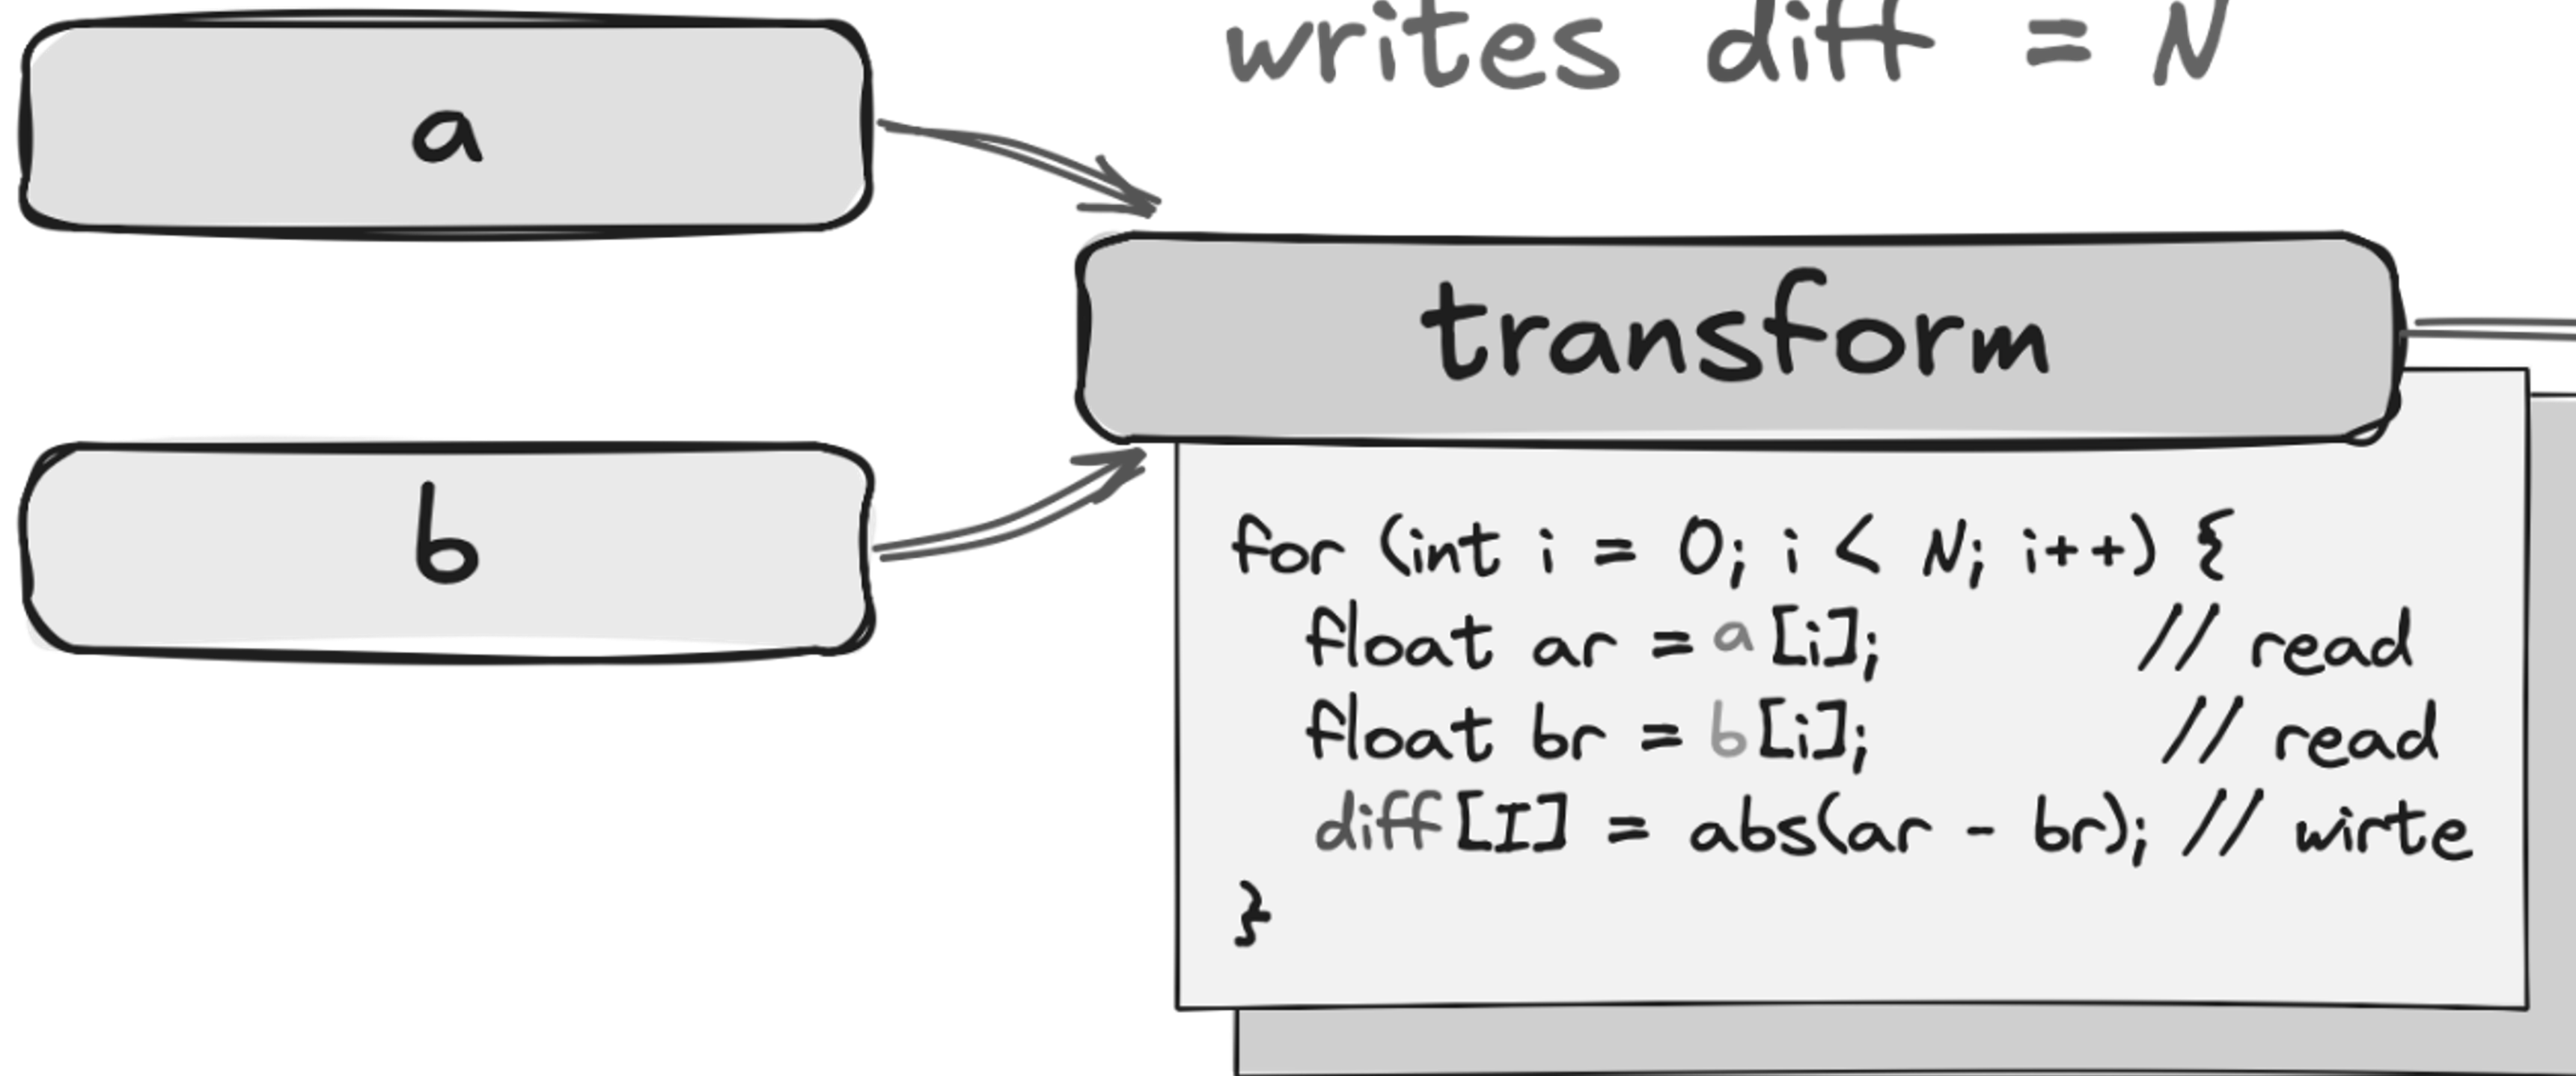 writes diff = N
a
transform
b
for (int i = 0; i < N; i++) {
float ar = a[i]; // read
float br = b[i]; // read
diff[I] = abs(ar - br); // wirte
}